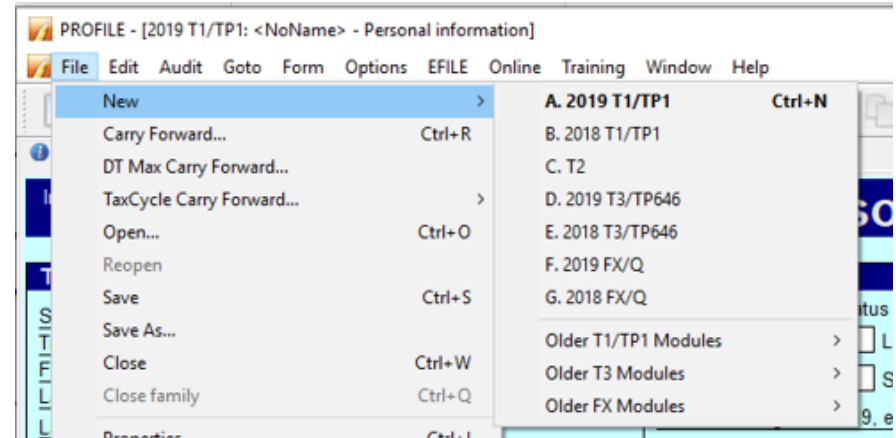 PROFILE - [2019 T1/TP1: <NoName> - Personal information]
File Edit Audit Goto Form Options EFILE Online Training Window Help
New > A. 2019 T1/TP1 Ctrl+N
Carry Forward... Ctrl+R B. 2018 T1/TP1
DT Max Carry Forward... C. T2
TaxCycle Carry Forward... > D. 2019 T3/TP646
Open... Ctrl+O E. 2018 T3/TP646
Reopen F. 2019 FX/Q
Save Ctrl+S G. 2018 FX/Q
Save As... Older T1/TP1 Modules >
Close Ctrl+W Older T3 Modules >
Close family Ctrl+Q Older FX Modules >